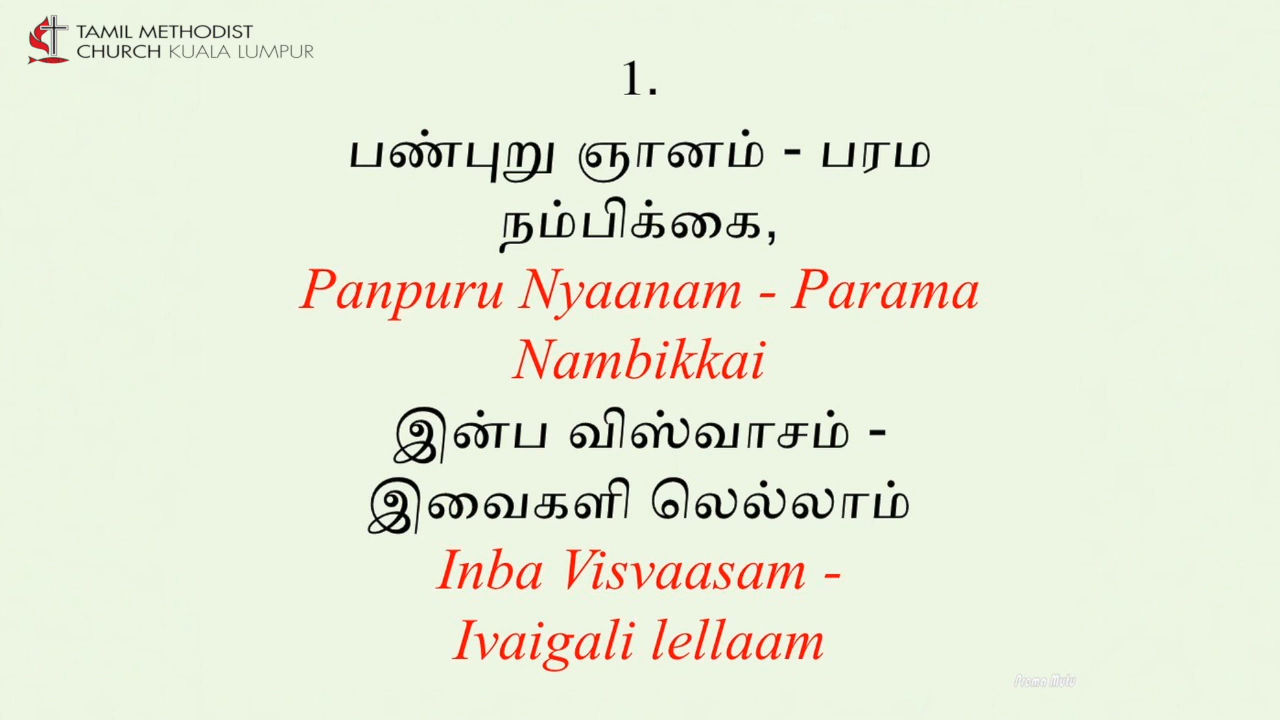 TAMIL METHODIST
CHURCH KUALA LUMPUR
1.
பண்புறு ஞானம் - பரம
நம்பிக்கை,
Panpuru Nyaanam - Parama
Nambikkai
இன்ப விஸ்வாசம் -
இவைகளி லெல்லாம்
Inba Visvaasam -
Ivaigali lellaam